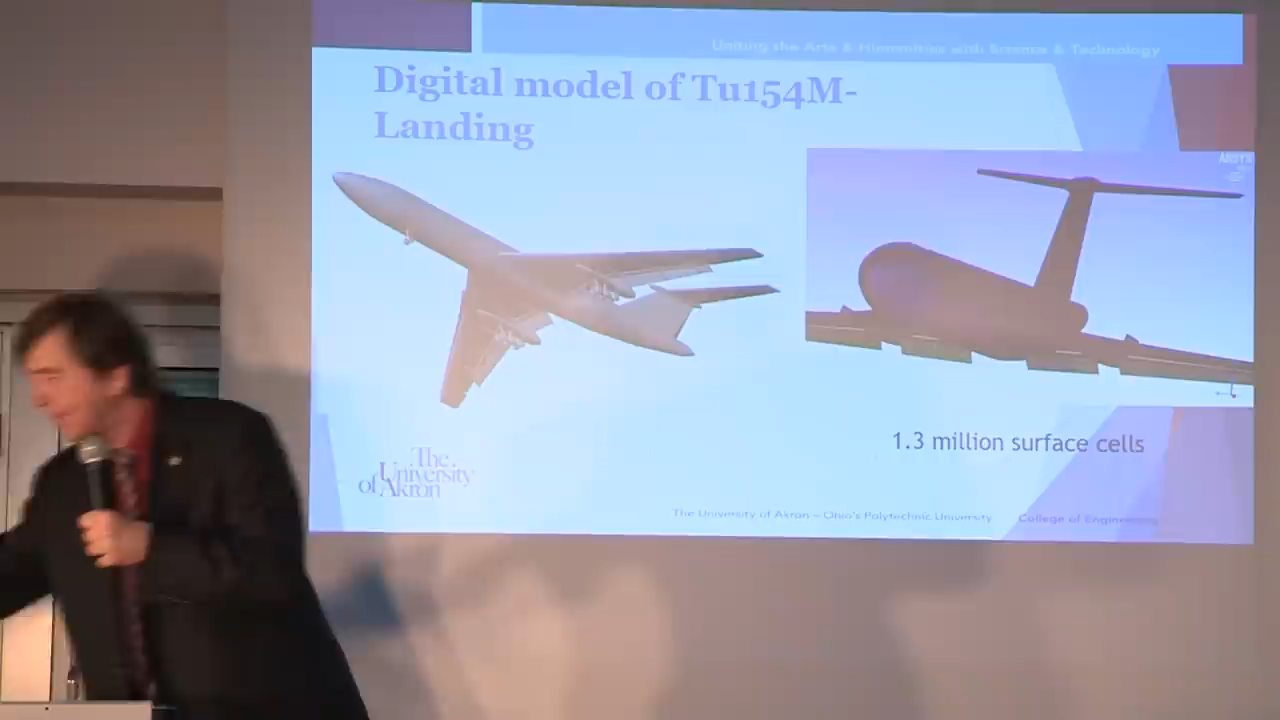 Uniting the Arts & Humanities with Science & Technology
Digital model of Tu154M-
Landing
ANSYS
1.3 million surface cells
The
University
of Akron
The University of Akron – Ohio's Polytechnic University
College of Engineering